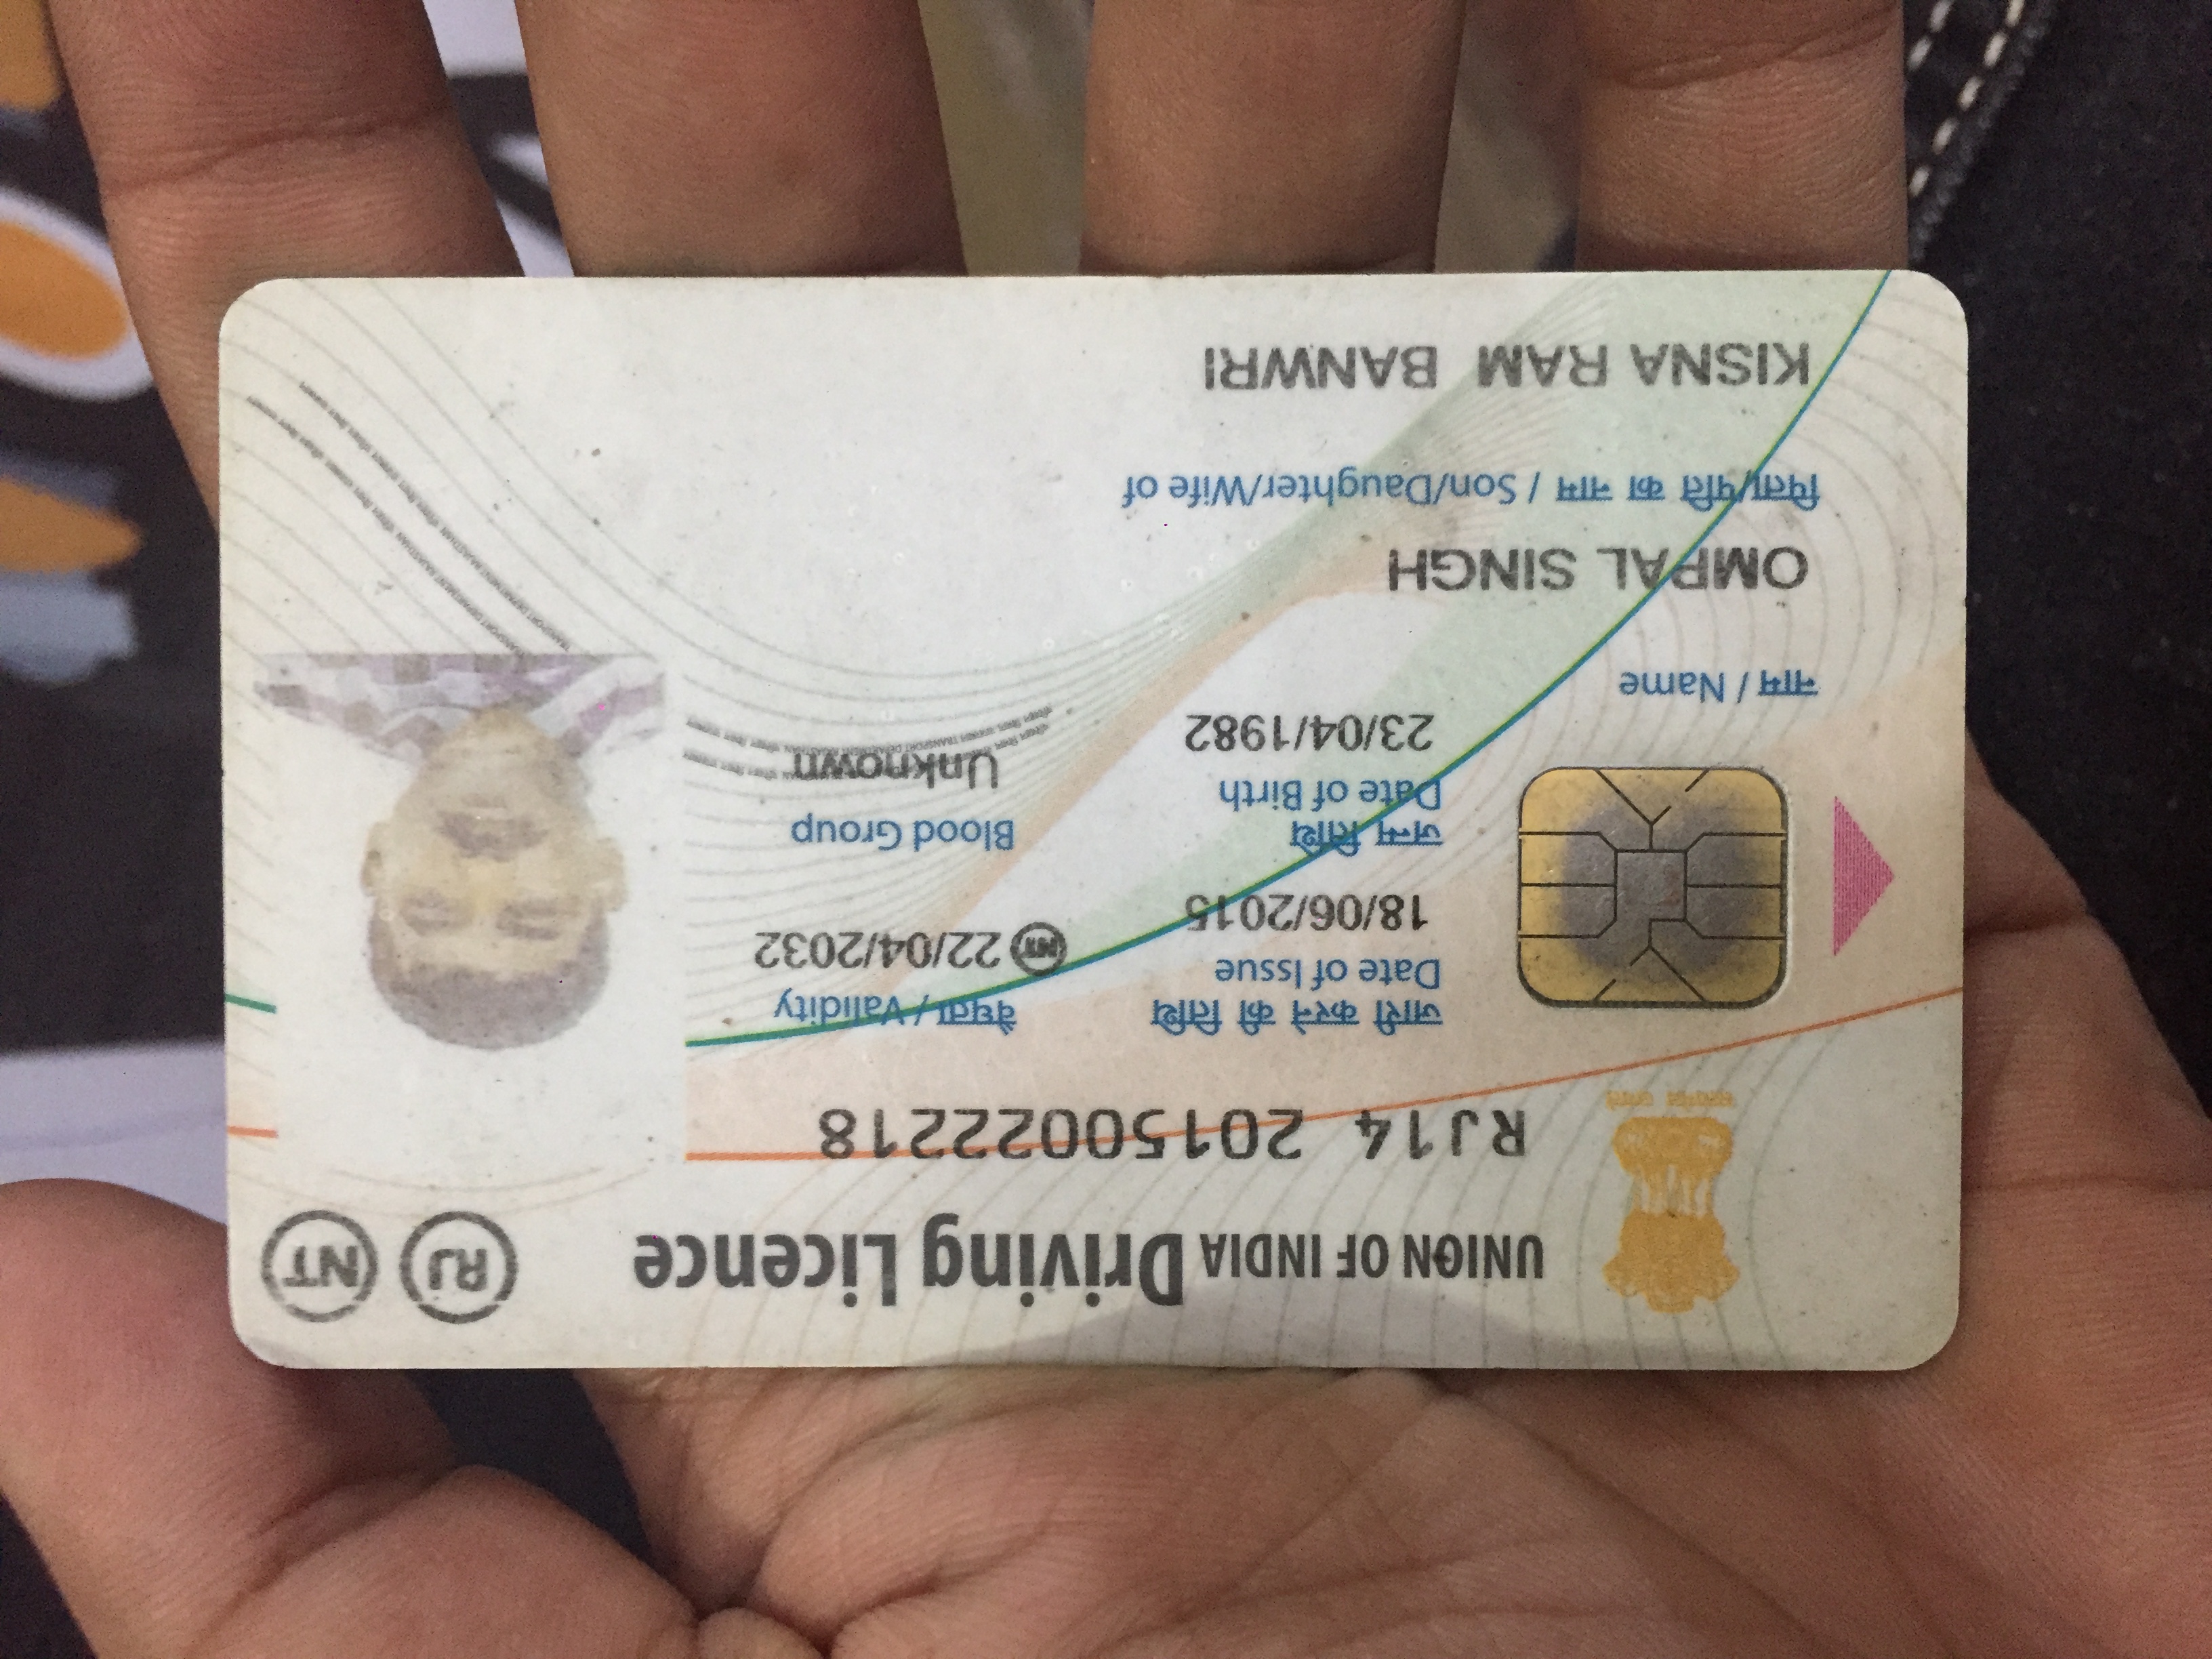 UNION OF INDIA Driving Licence RJ NT
RJ14 20150022218
जारी करने की तिथि वैधता / Validity
Date of Issue
18/06/2015 NT 22/04/2032
जन्म तिथि Blood Group
Date of Birth
23/04/1982 Unknown
नाम / Name
OMPAL SINGH
पिता/पति का नाम / Son/Daughter/Wife of
KISNA RAM BANWRI